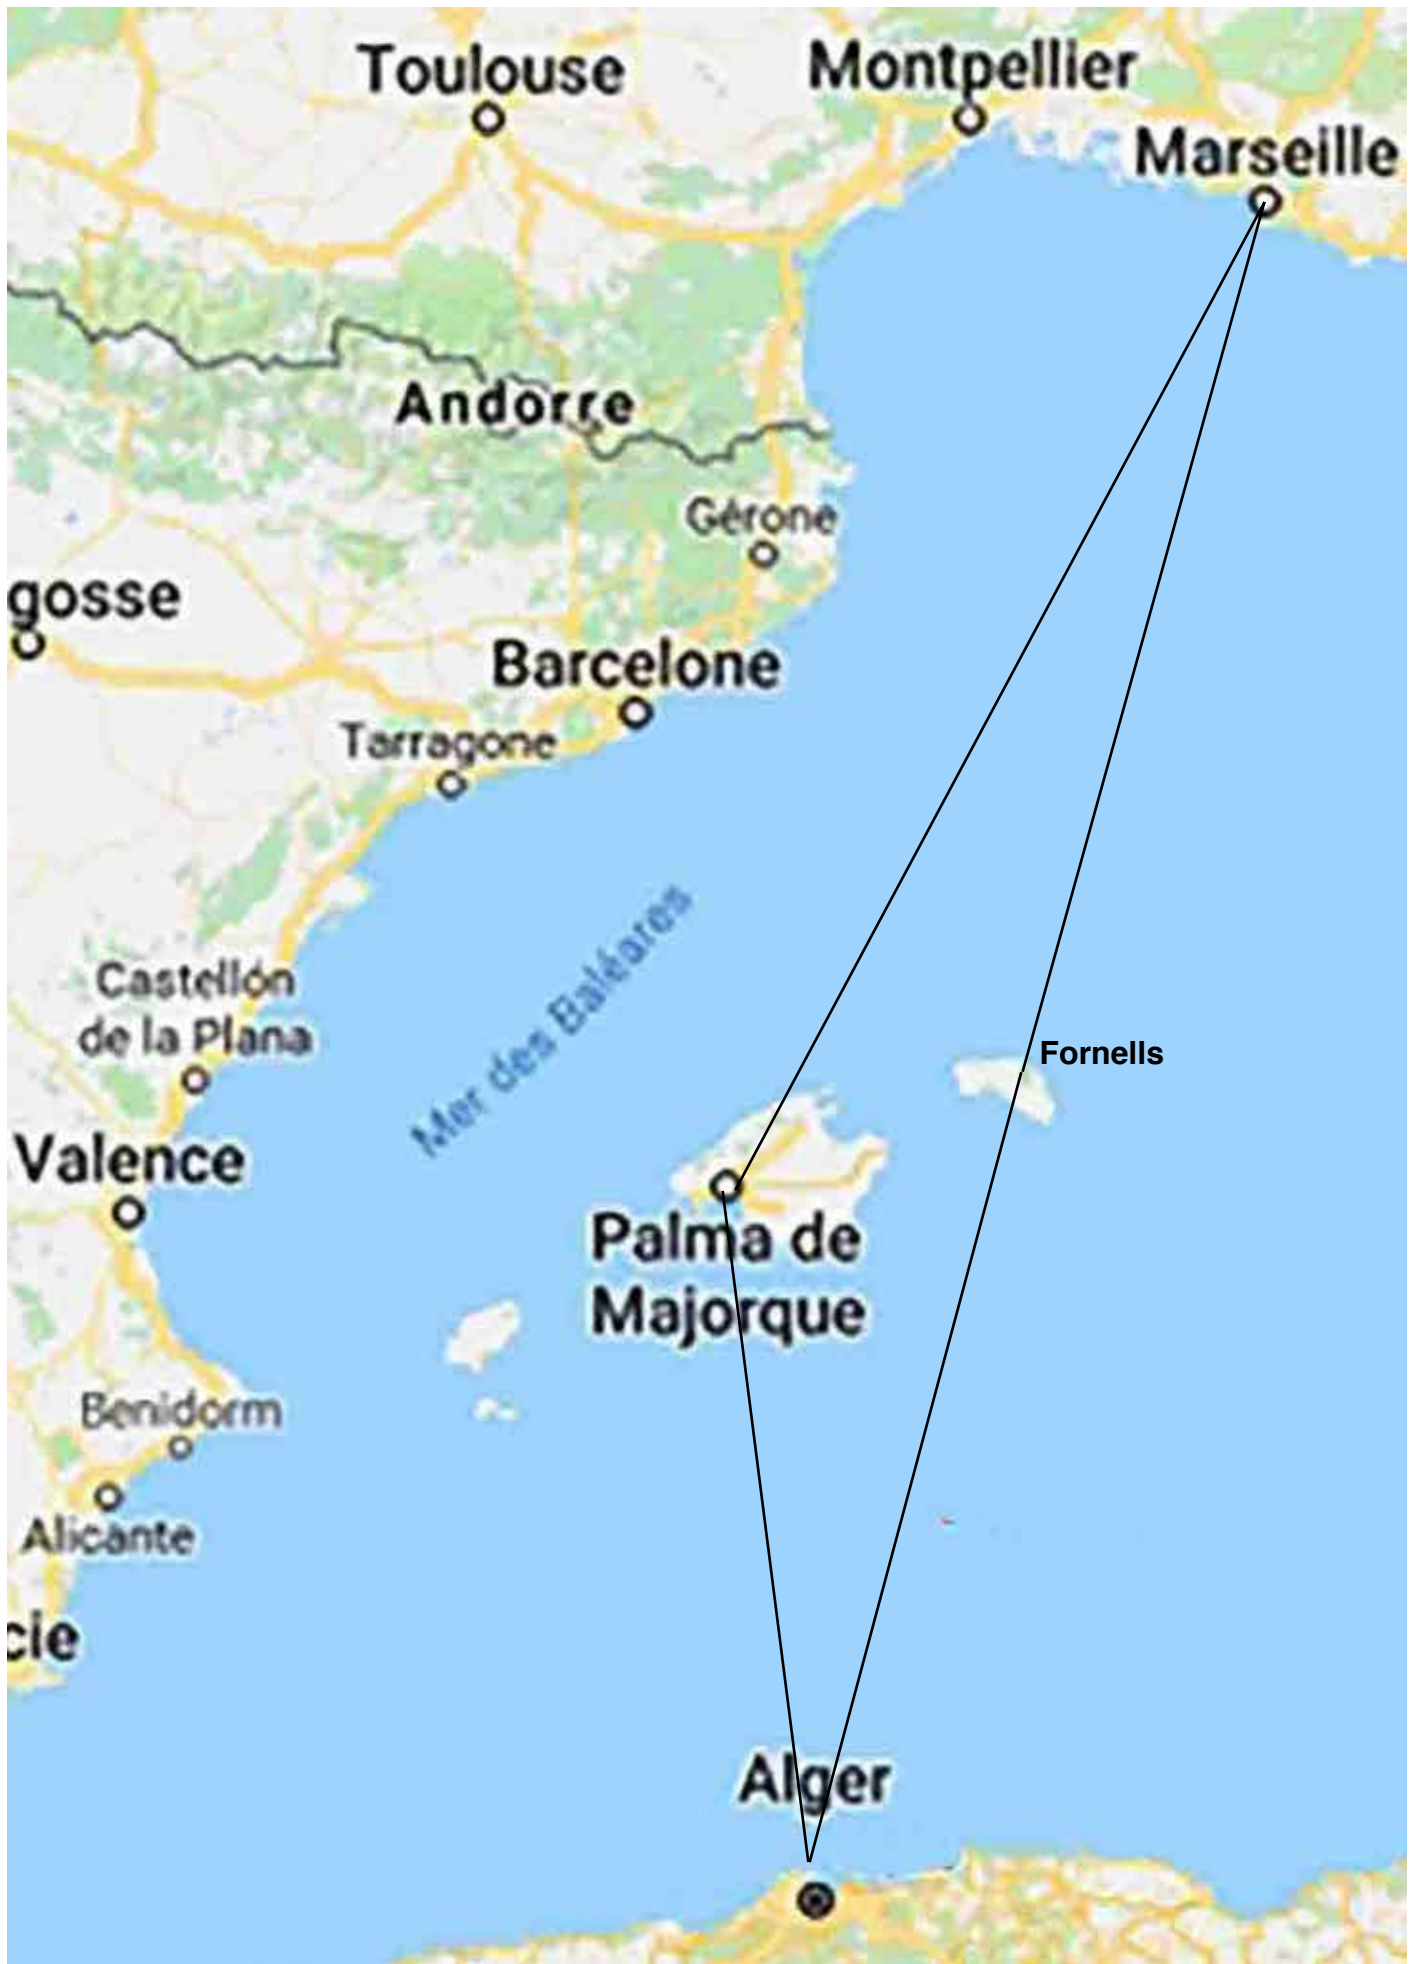 Toulouse
Montpellier
Marseille
Andorre
Gérone
gosse
Barcelone
Tarragone
Mer des Baléares
Castellón
de la Plana
Fornells
Valence
Palma de
Majorque
Benidorm
Alicante
cie
Alger